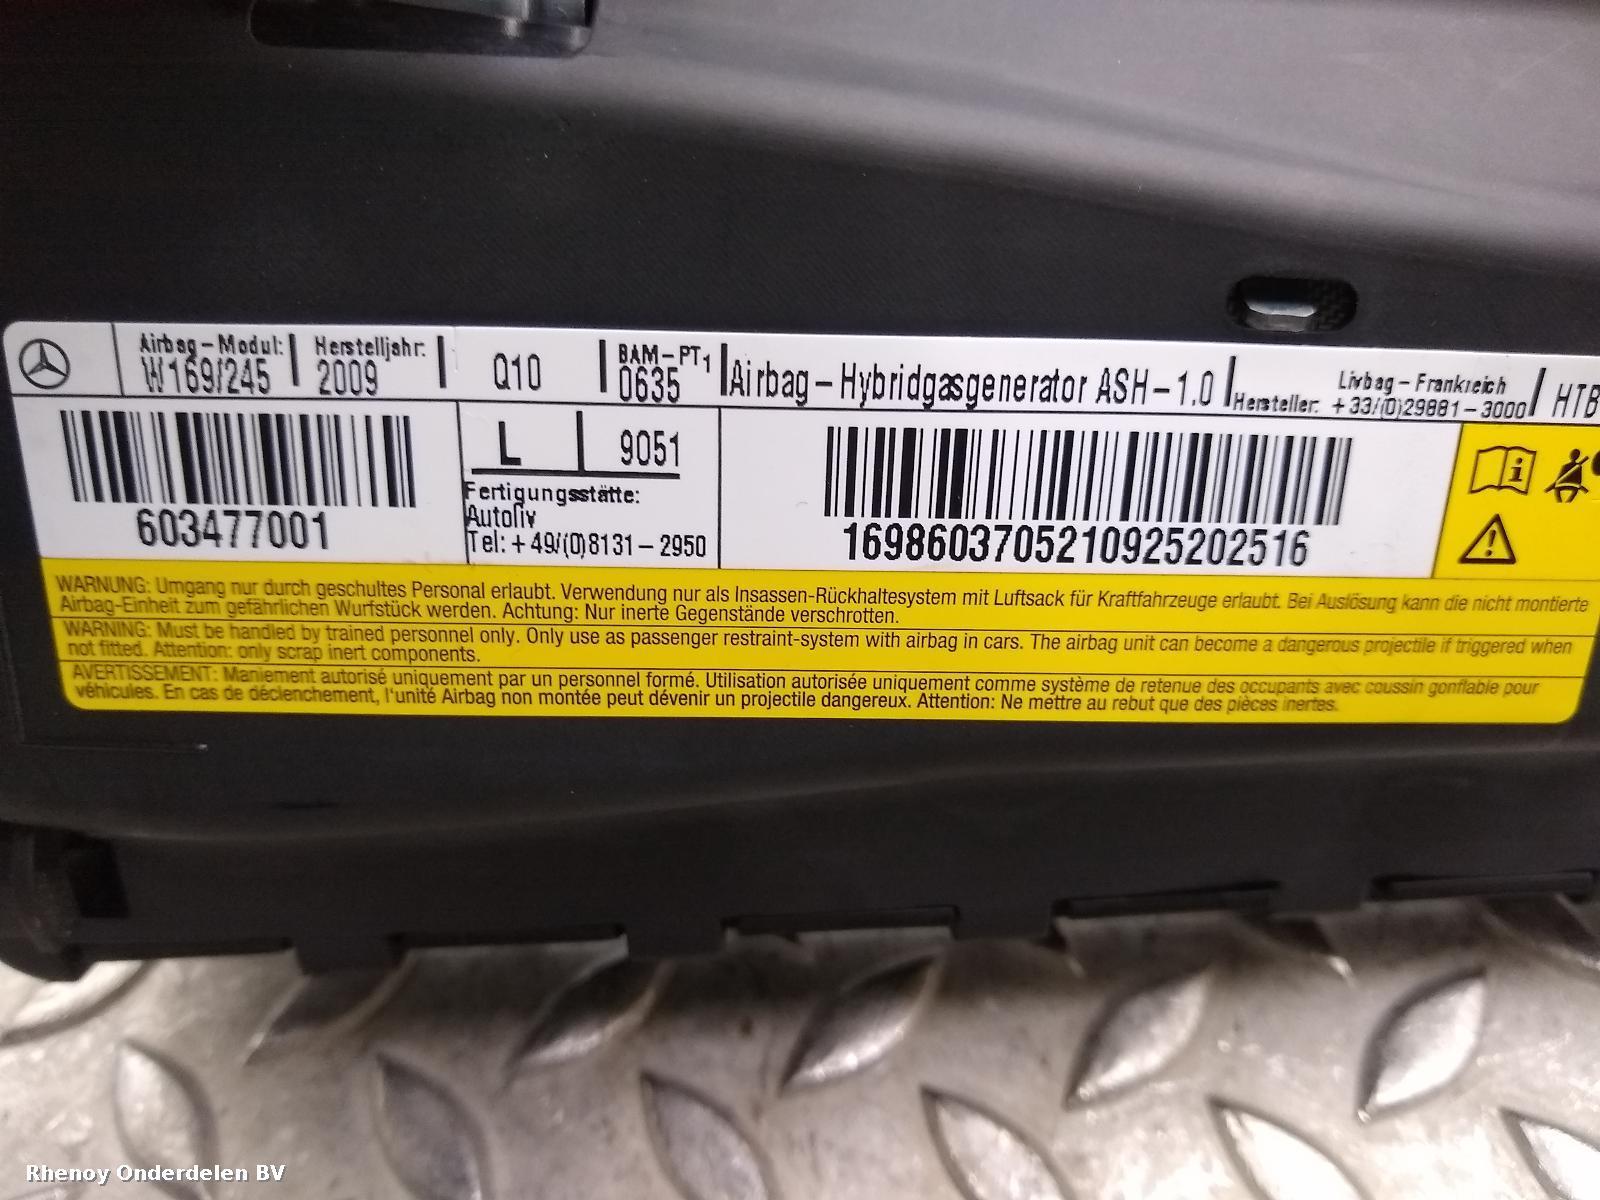 Airbag-Modul: Herstelljahr: BAM-PT1 Livbag-Frankreich
W169/245 2009 Q10 0635 Airbag-Hybridgasgenerator ASH-1.0 Hersteller: +33/(0)29881-3000 HTB
L 9051
603477001
Fertigungsstätte:
Autoliv
Tel: +49/(0)8131-2950
1698603705210925202516
WARNUNG: Umgang nur durch geschultes Personal erlaubt. Verwendung nur als Insassen-Rückhaltesystem mit Luftsack für Kraftfahrzeuge erlaubt. Bei Auslösung kann die nicht montierte
Airbag-Einheit zum gefährlichen Wurfstück werden. Achtung: Nur inerte Gegenstände verschrotten.
WARNING: Must be handled by trained personnel only. Only use as passenger restraint-system with airbag in cars. The airbag unit can become a dangerous projectile if triggered when
not fitted. Attention: only scrap inert components.
AVERTISSEMENT: Maniement autorisé uniquement par un personnel formé. Utilisation autorisée uniquement comme système de retenue des occupants avec coussin gonflable pour
véhicules. En cas de déclenchement, l'unité Airbag non montée peut dévenir un projectile dangereux. Attention: Ne mettre au rebut que des pièces inertes.
Rhenoy Onderdelen BV